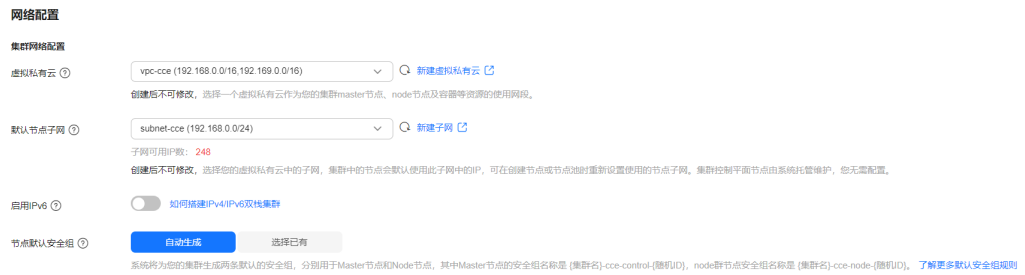 网络配置
集群网络配置
虚拟私有云 ?
vpc-cce (192.168.0.0/16,192.169.0.0/16)
新建虚拟私有云
创建后不可修改，选择一个虚拟私有云作为您的集群master节点、node节点及容器等资源的使用网段。
默认节点子网 ?
subnet-cce (192.168.0.0/24)
新建子网
子网可用IP数： 248
创建后不可修改，选择您的虚拟私有云中的子网，集群中的节点会默认使用此子网中的IP，可在创建节点或节点池时重新设置使用的节点子网。集群控制平面节点由系统托管维护，您无需配置。
启用IPv6 ?
如何搭建IPv4/IPv6双栈集群
节点默认安全组 ?
自动生成
选择已有
系统将为您的集群生成两条默认的安全组，分别用于Master节点和Node节点，其中Master节点的安全组名称是 {集群名}-cce-control-{随机ID}，node群节点安全组名称是 {集群名}-cce-node-{随机ID}。 了解更多默认安全组规则